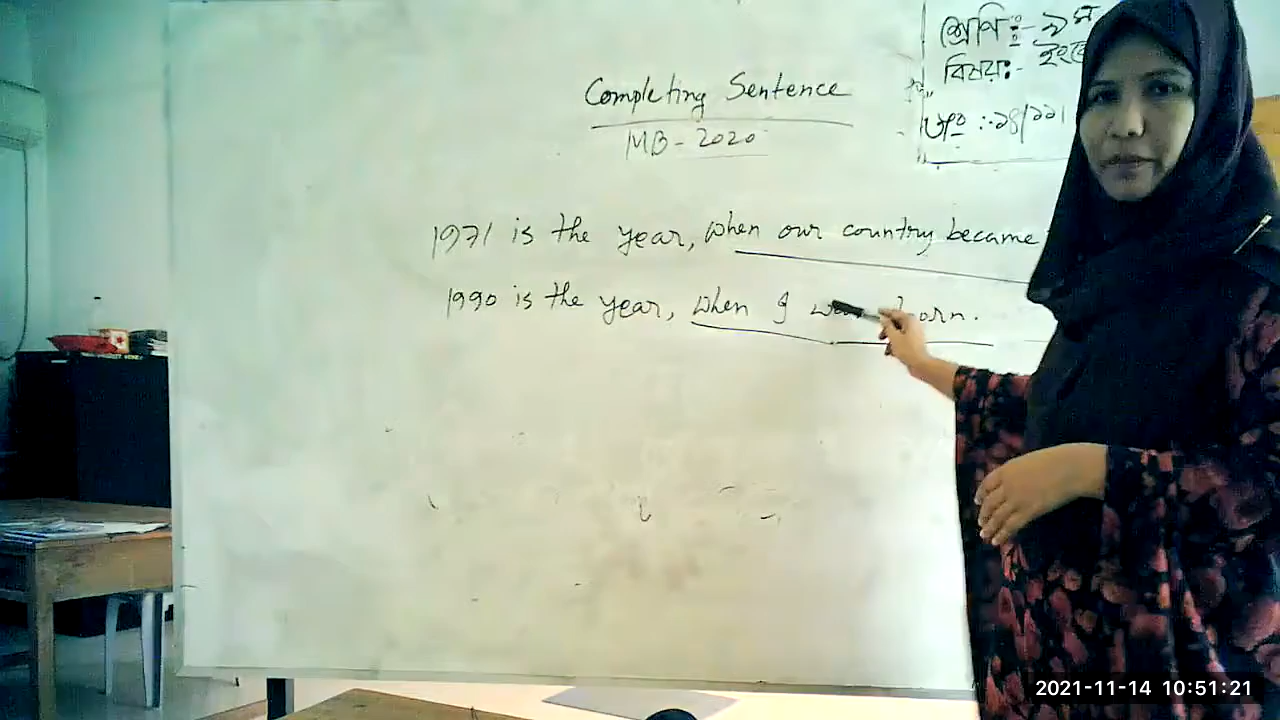 Completing Sentence
MB-2020
শ্রেণি ঃ- ৯ম
বিষয়ঃ-
1971 is the year, when our country became
1990 is the year, when I was born.
2021-11-14 10:51:21